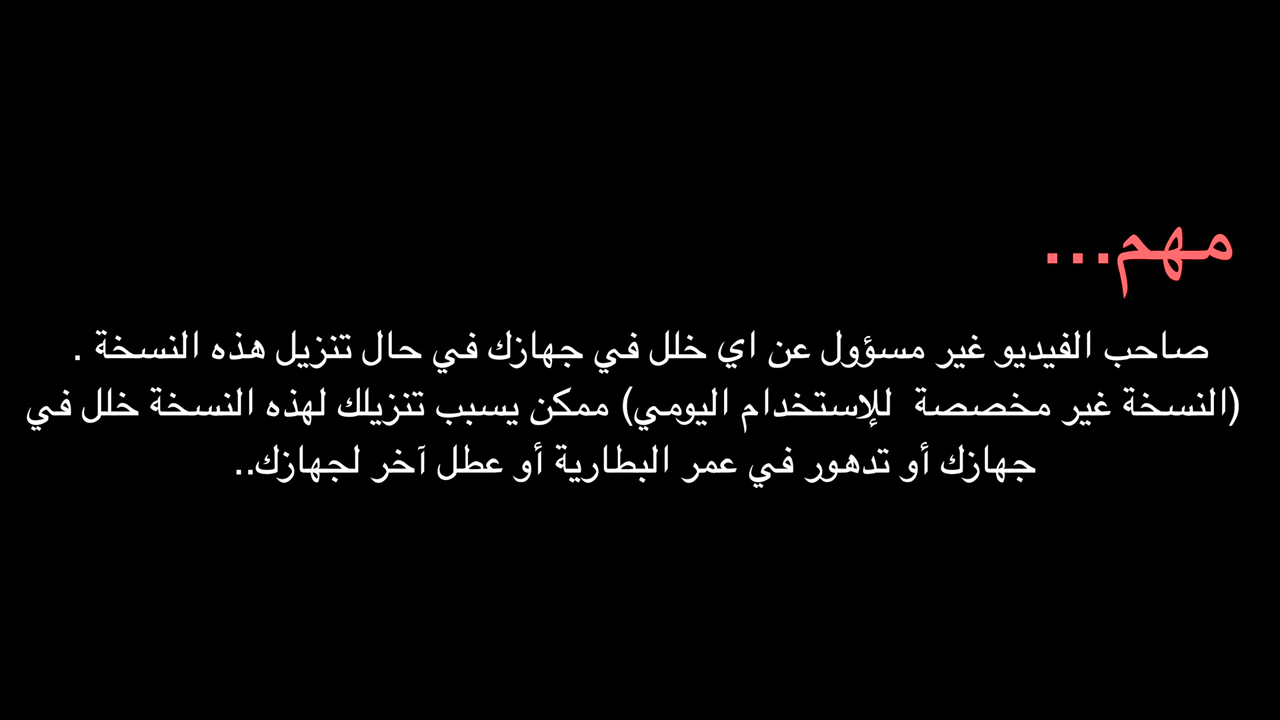 مهم...
صاحب الفيديو غير مسؤول عن اي خلل في جهازك في حال تنزيل هذه النسخة .
(النسخة غير مخصصة للإستخدام اليومي) ممكن يسبب تنزيلك لهذه النسخة خلل في
جهازك أو تدهور في عمر البطارية أو عطل آخر لجهازك..